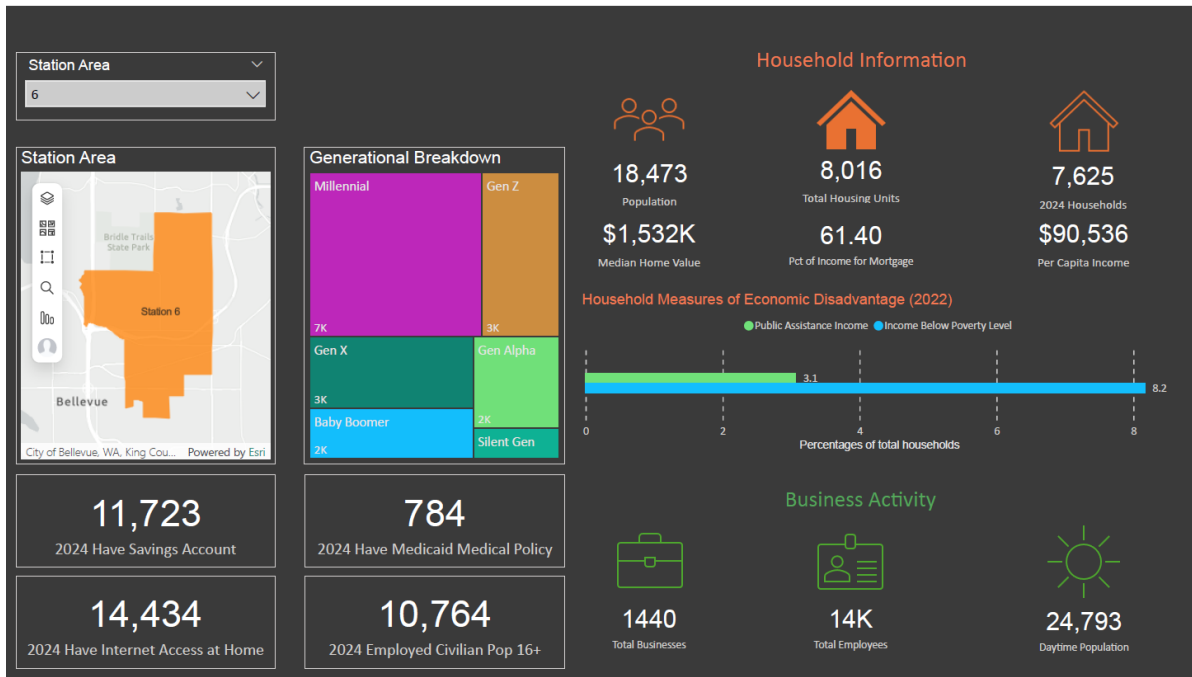 Station Area
6
Station Area
Bridle Trails
State Park
Station 6
Bellevue
City of Bellevue, WA, King Cou... Powered by Esri
Generational Breakdown
Millennial
7K
Gen Z
3K
Gen X
3K
Gen Alpha
2K
Baby Boomer
2K
Silent Gen
11,723
2024 Have Savings Account
784
2024 Have Medicaid Medical Policy
14,434
2024 Have Internet Access at Home
10,764
2024 Employed Civilian Pop 16+
Household Information
18,473
Population
8,016
Total Housing Units
7,625
2024 Households
$1,532K
Median Home Value
61.40
Pct of Income for Mortgage
$90,536
Per Capita Income
Household Measures of Economic Disadvantage (2022)
Public Assistance Income Income Below Poverty Level
3.1
8.2
0 2 4 6 8
Percentages of total households
Business Activity
1440
Total Businesses
14K
Total Employees
24,793
Daytime Population